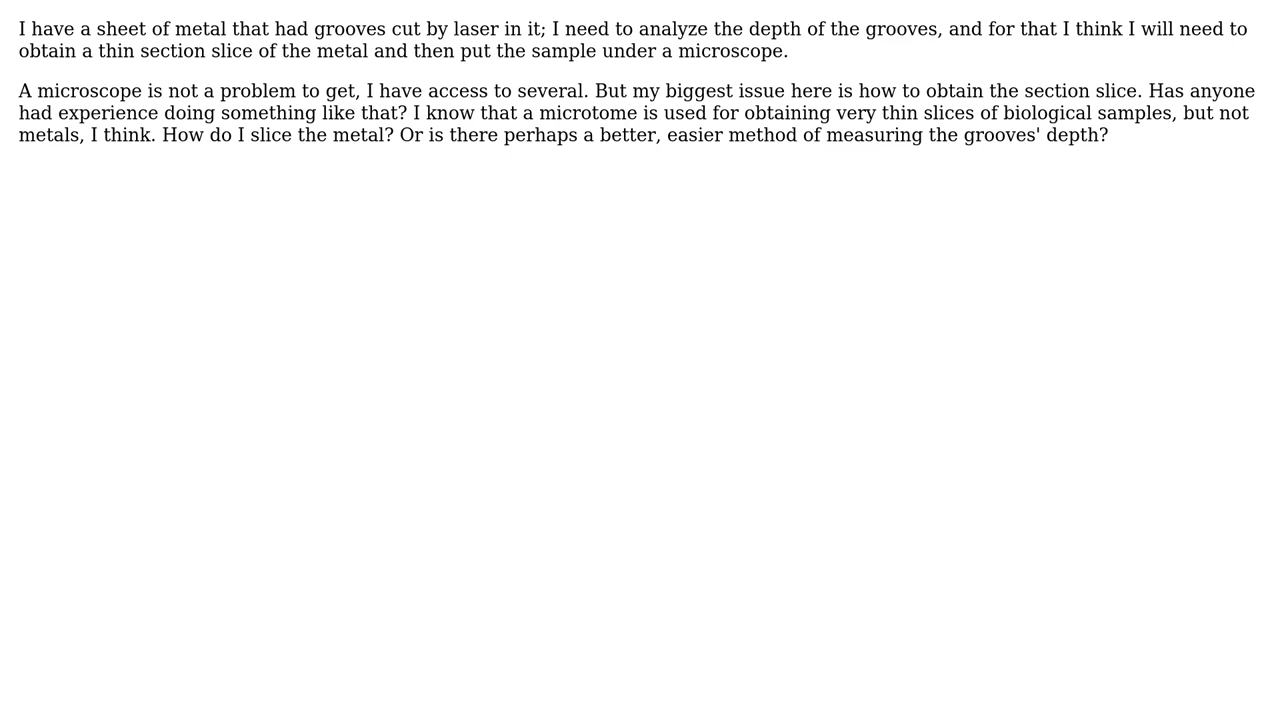 I have a sheet of metal that had grooves cut by laser in it; I need to analyze the depth of the grooves, and for that I think I will need to
obtain a thin section slice of the metal and then put the sample under a microscope.
A microscope is not a problem to get, I have access to several. But my biggest issue here is how to obtain the section slice. Has anyone
had experience doing something like that? I know that a microtome is used for obtaining very thin slices of biological samples, but not
metals, I think. How do I slice the metal? Or is there perhaps a better, easier method of measuring the grooves' depth?